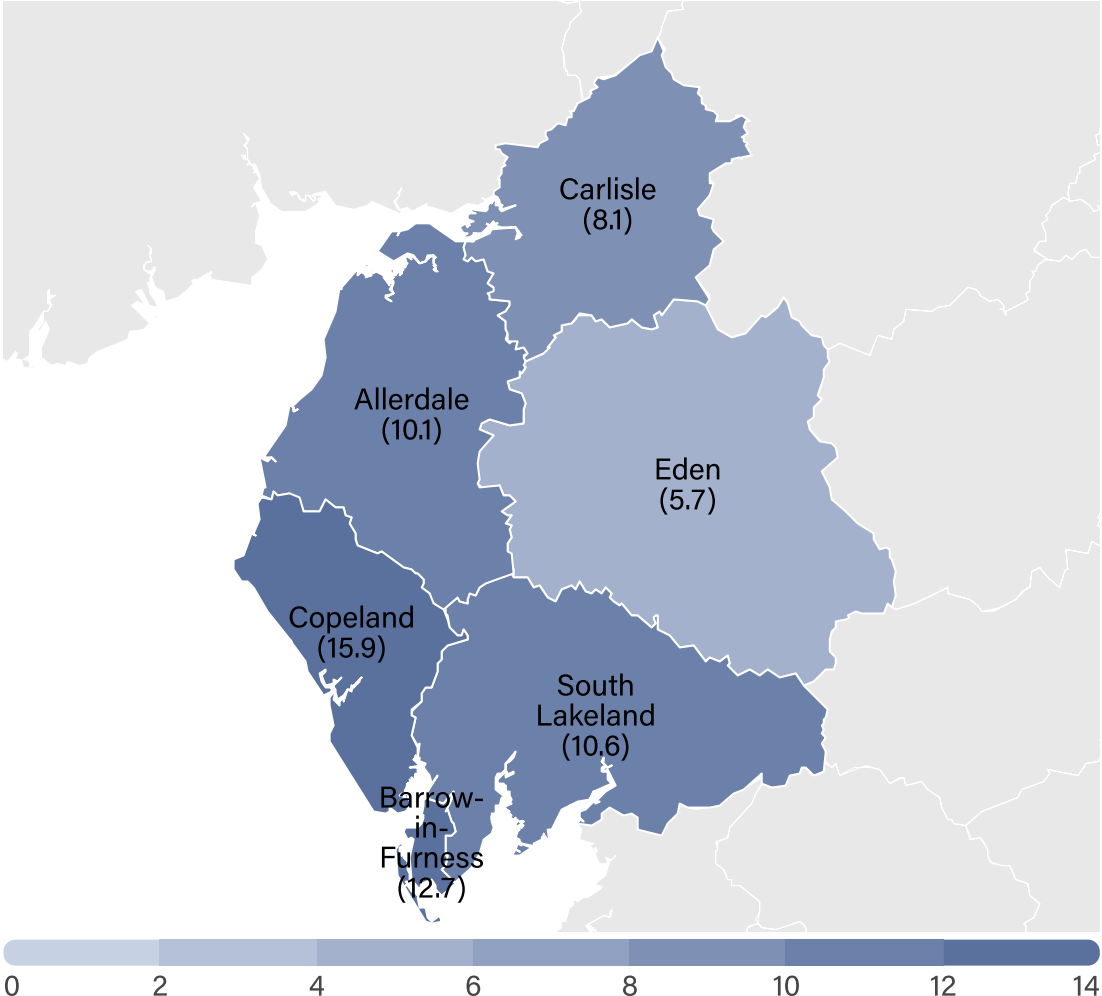 Carlisle
(8.1)
Allerdale
(10.1)
Eden
(5.7)
Copeland
(15.9)
South
Lakeland
(10.6)
Barrow-
in-
Furness
(12.7)
0 2 4 6 8 10 12 14